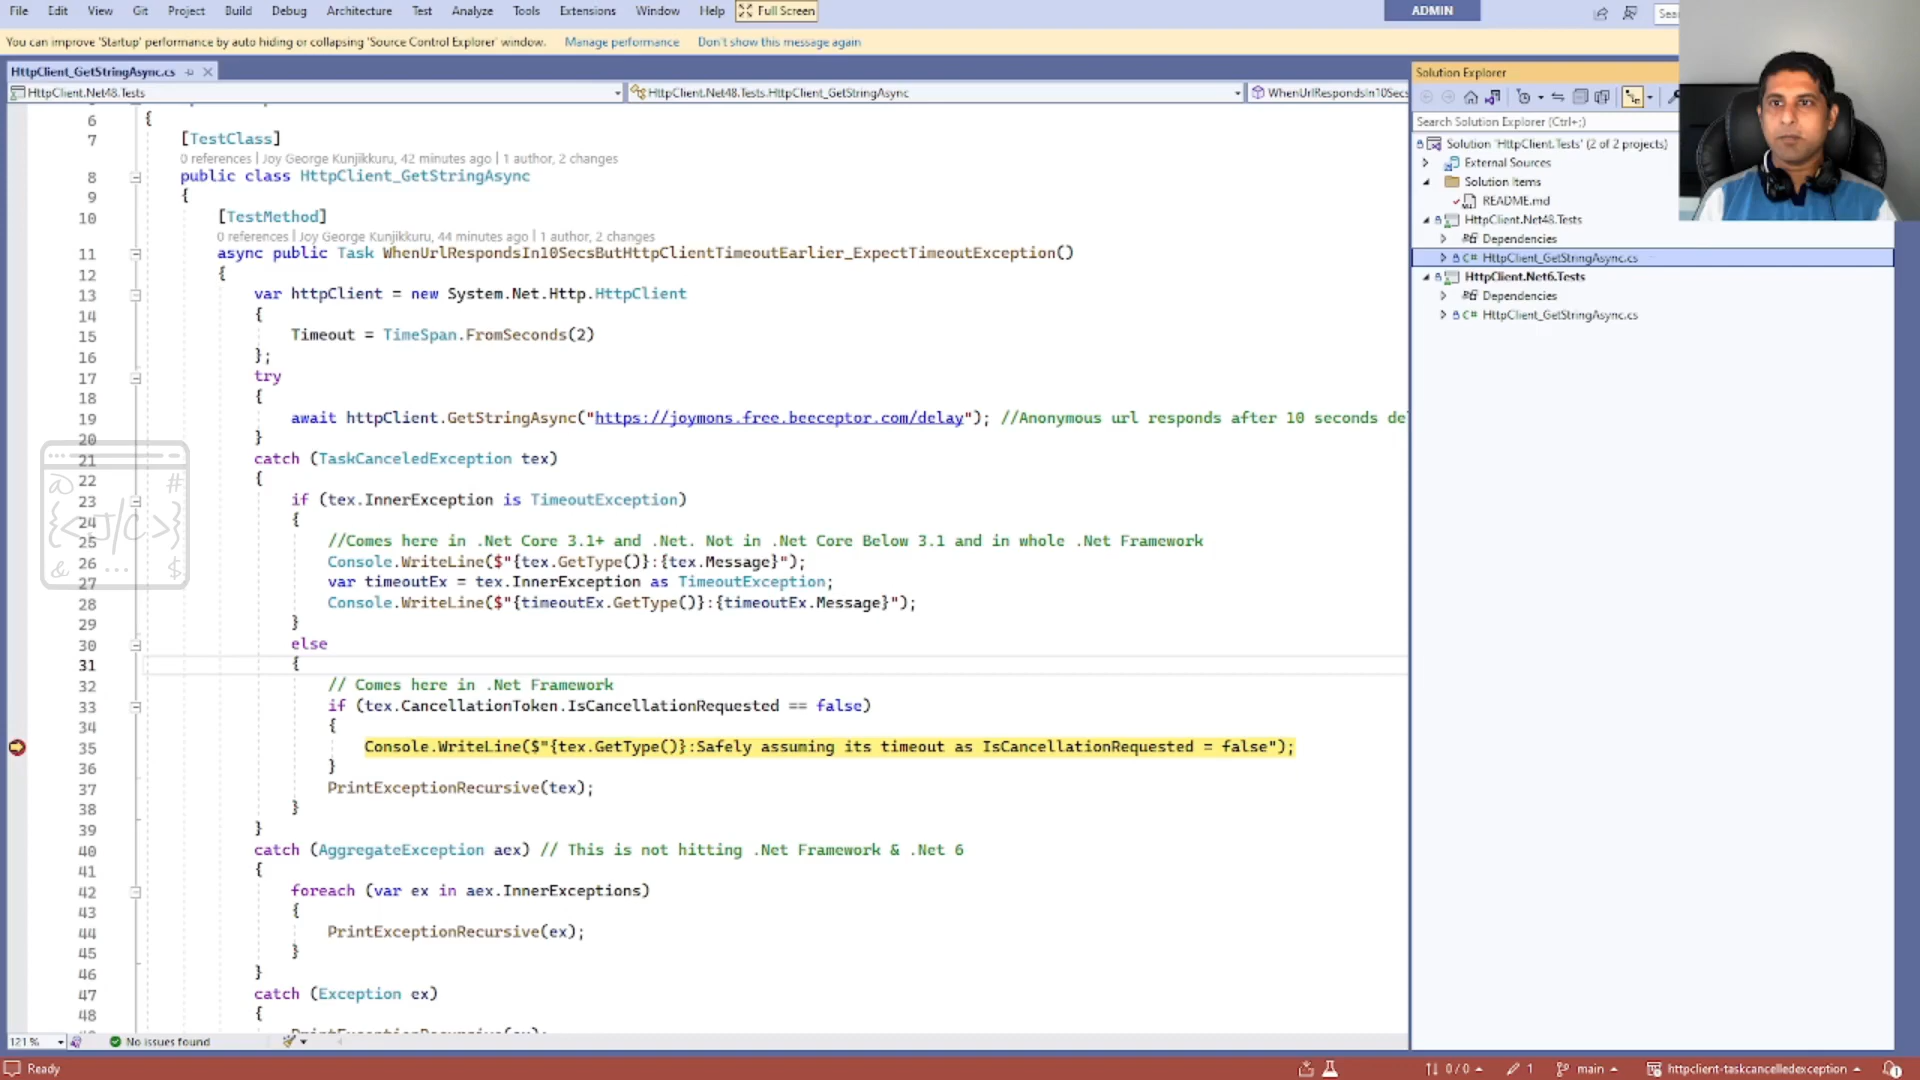 File Edit View Git Project Build Debug Architecture Test Analyze Tools Extensions Window Help Full Screen ADMIN Sea
You can improve 'Startup' performance by auto hiding or collapsing 'Source Control Explorer' window. Manage performance Don't show this message again
HttpClient_GetStringAsync.cs
HttpClient.Net48.Tests HttpClient.Net48.Tests.HttpClient_GetStringAsync WhenUrlRespondsIn10Secs
6 {
7 [TestClass]
0 references | Joy George Kunjikkuru, 42 minutes ago | 1 author, 2 changes
8 public class HttpClient_GetStringAsync
9 {
10 [TestMethod]
0 references | Joy George Kunjikkuru, 44 minutes ago | 1 author, 2 changes
11 async public Task WhenUrlRespondsIn10SecsButHttpClientTimeoutEarlier_ExpectTimeoutException()
12 {
13 var httpClient = new System.Net.Http.HttpClient
14 {
15 Timeout = TimeSpan.FromSeconds(2)
16 };
17 try
18 {
19 await httpClient.GetStringAsync("https://joymons.free.beeceptor.com/delay"); //Anonymous url responds after 10 seconds de
20 }
21 catch (TaskCanceledException tex)
22 {
23 if (tex.InnerException is TimeoutException)
24 {
25 //Comes here in .Net Core 3.1+ and .Net. Not in .Net Core Below 3.1 and in whole .Net Framework
26 Console.WriteLine($"{tex.GetType()}:{tex.Message}");
27 var timeoutEx = tex.InnerException as TimeoutException;
28 Console.WriteLine($"{timeoutEx.GetType()}:{timeoutEx.Message}");
29 }
30 else
31 {
32 // Comes here in .Net Framework
33 if (tex.CancellationToken.IsCancellationRequested == false)
34 {
35 Console.WriteLine($"{tex.GetType()}:Safely assuming its timeout as IsCancellationRequested = false");
36 }
37 PrintExceptionRecursive(tex);
38 }
39 }
40 catch (AggregateException aex) // This is not hitting .Net Framework & .Net 6
41 {
42 foreach (var ex in aex.InnerExceptions)
43 {
44 PrintExceptionRecursive(ex);
45 }
46 }
47 catch (Exception ex)
48 {
PrintExceptionRecursive(ex);
@ #
{<J/C>}
& ... $
Solution Explorer
Search Solution Explorer (Ctrl+;)
Solution 'HttpClient.Tests' (2 of 2 projects)
External Sources
Solution Items
README.md
HttpClient.Net48.Tests
Dependencies
C# HttpClient_GetStringAsync.cs
HttpClient.Net6.Tests
Dependencies
C# HttpClient_GetStringAsync.cs
121 % No issues found
Ready 0 / 0 1 main httpclient-taskcancelledexception 1